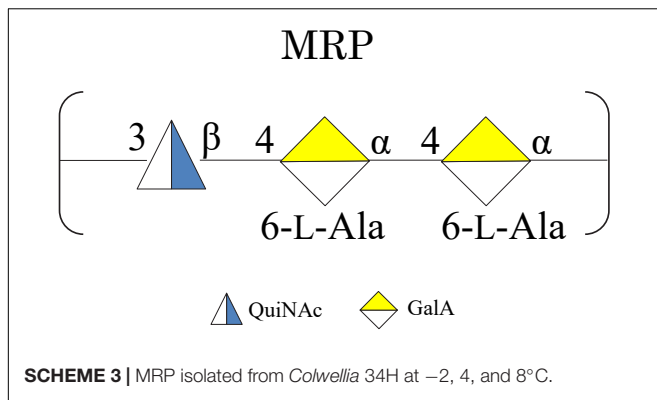 MRP
3 β 4 α 4 α
6-L-Ala 6-L-Ala
QuiNAc GalA
SCHEME 3 | MRP isolated from Colwellia 34H at −2, 4, and 8°C.